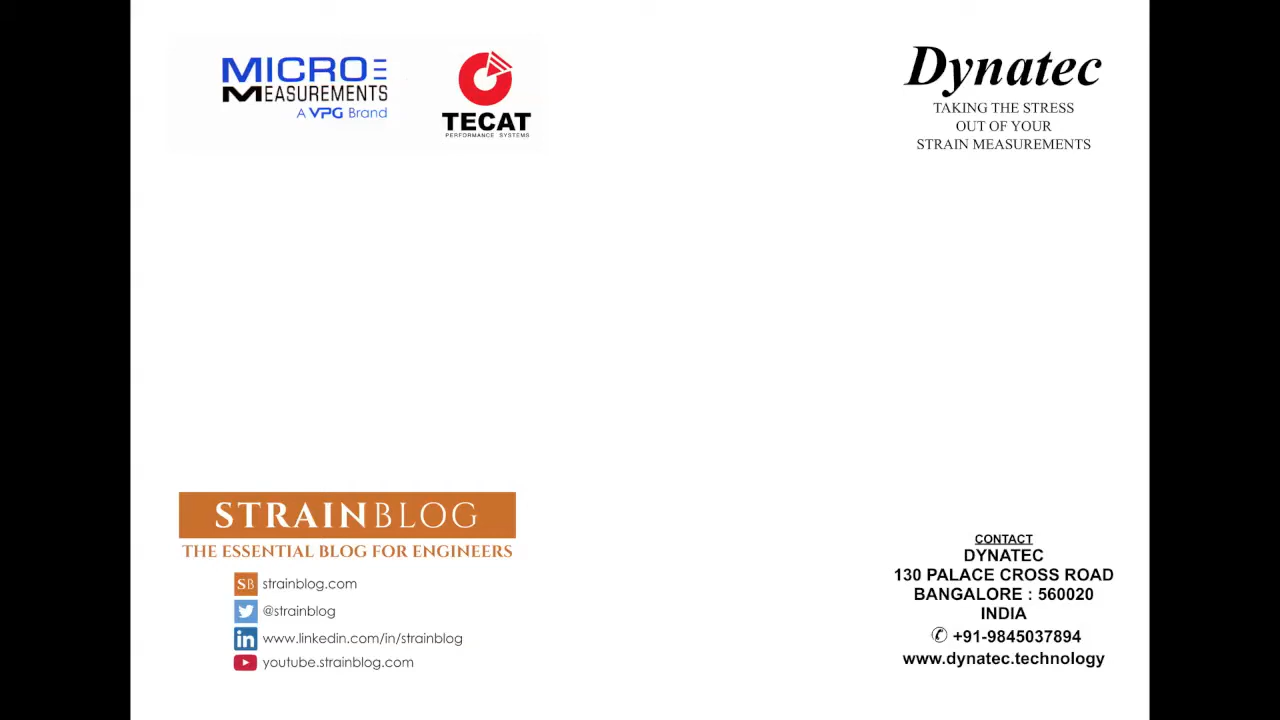 MICRO
MEASUREMENTS
A VPG Brand
TECAT
PERFORMANCE SYSTEMS
Dynatec
TAKING THE STRESS
OUT OF YOUR
STRAIN MEASUREMENTS
STRAINBLOG
THE ESSENTIAL BLOG FOR ENGINEERS
SB strainblog.com
@strainblog
in www.linkedin.com/in/strainblog
youtube.strainblog.com
CONTACT
DYNATEC
130 PALACE CROSS ROAD
BANGALORE : 560020
INDIA
✆ +91-9845037894
www.dynatec.technology